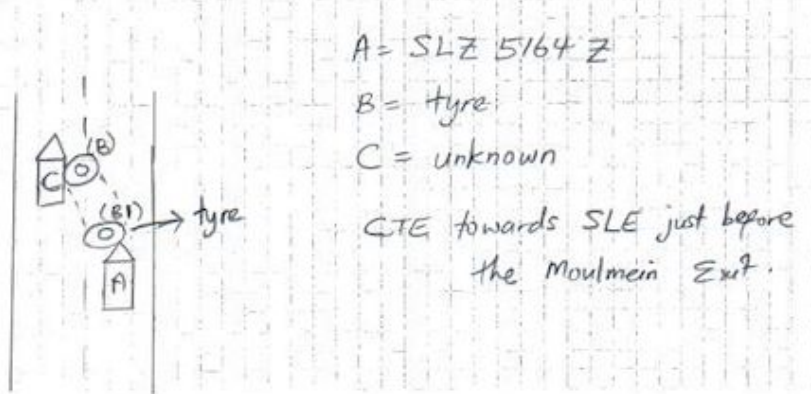 A = SLZ 5164 Z
B = tyre
C = unknown
CTE towards SLE just before
the Moulmein Exit.
(B)
C
(B1) → tyre
A